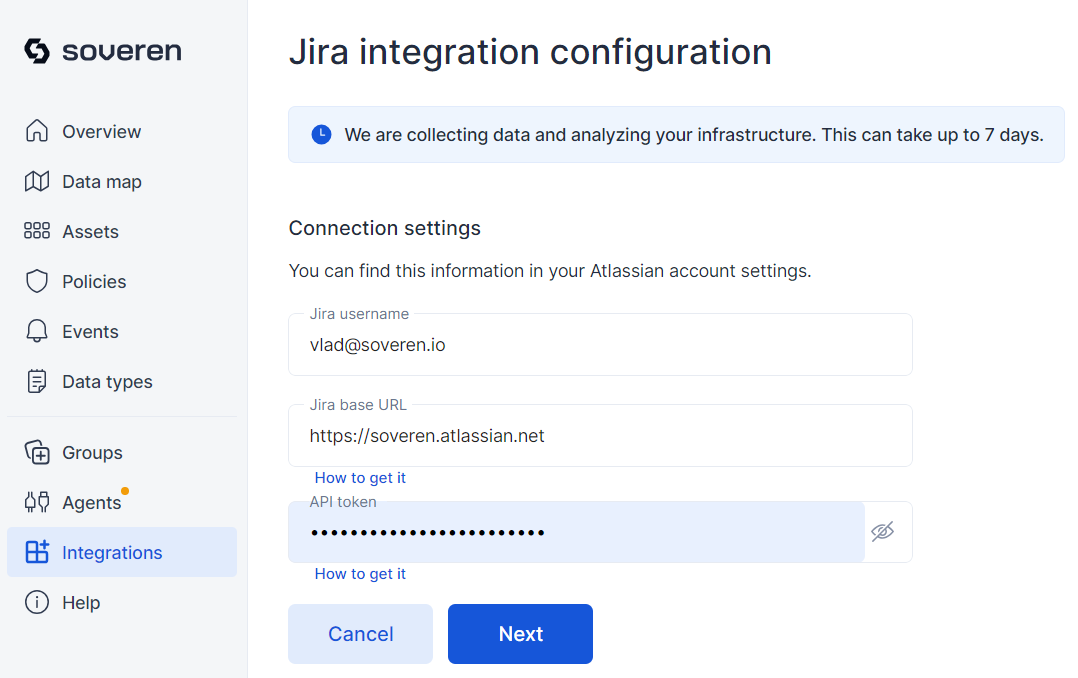 soveren
Overview
Data map
Assets
Policies
Events
Data types
Groups
Agents
Integrations
Help
Jira integration configuration
We are collecting data and analyzing your infrastructure. This can take up to 7 days.
Connection settings
You can find this information in your Atlassian account settings.
Jira username
vlad@soveren.io
Jira base URL
https://soveren.atlassian.net
How to get it
API token
••••••••••••••••••••••••
How to get it
Cancel
Next